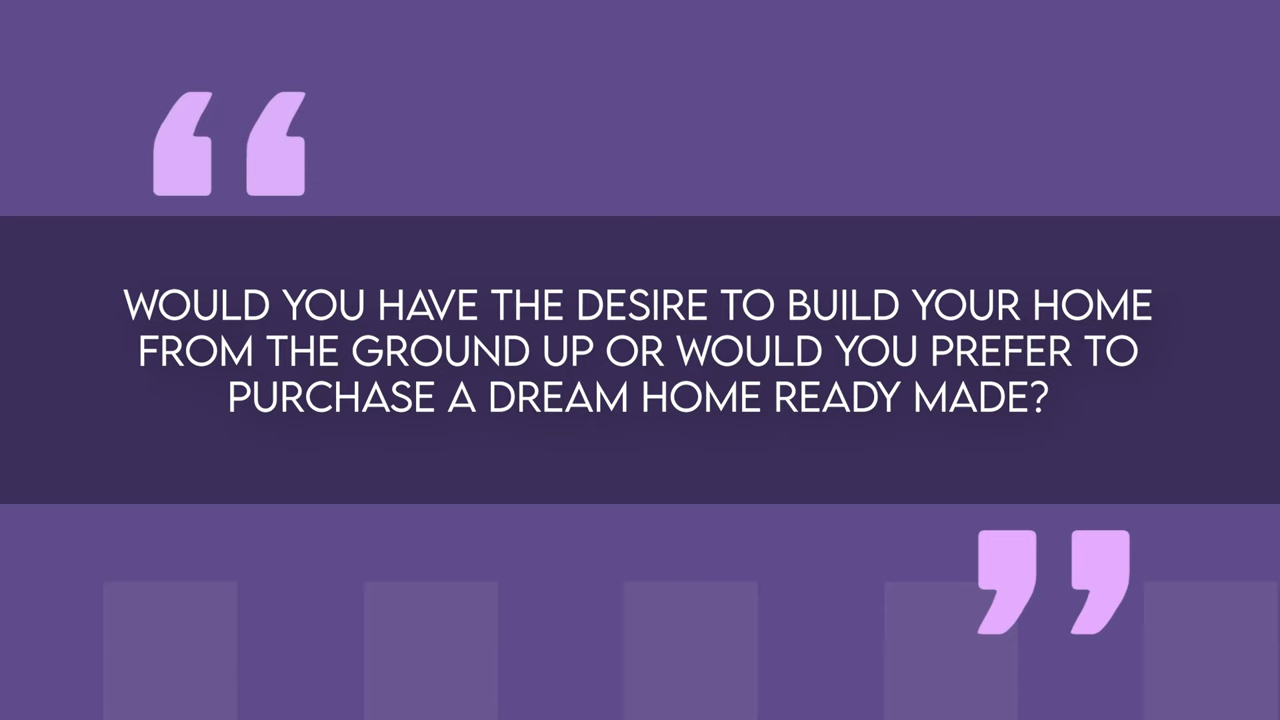 “
WOULD YOU HAVE THE DESIRE TO BUILD YOUR HOME
FROM THE GROUND UP OR WOULD YOU PREFER TO
PURCHASE A DREAM HOME READY MADE?
”